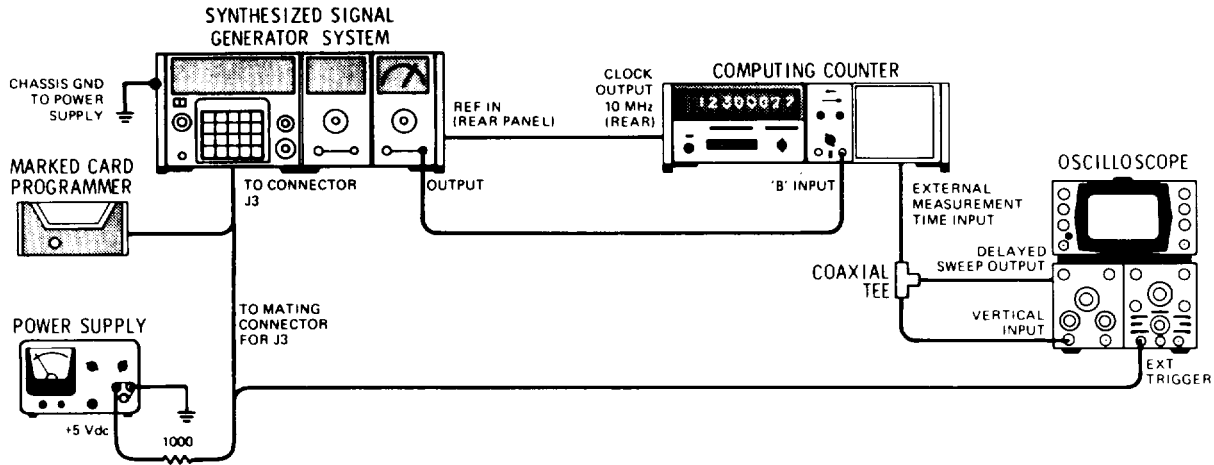 SYNTHESIZED SIGNAL
GENERATOR SYSTEM
CHASSIS GND
TO POWER
SUPPLY
REF IN
(REAR PANEL)
CLOCK
OUTPUT
10 MHz
(REAR)
COMPUTING COUNTER
12300077
MARKED CARD
PROGRAMMER
TO CONNECTOR
J3
OUTPUT
'B' INPUT
EXTERNAL
MEASUREMENT
TIME INPUT
OSCILLOSCOPE
COAXIAL
TEE
DELAYED
SWEEP OUTPUT
VERTICAL
INPUT
EXT
TRIGGER
TO MATING
CONNECTOR
FOR J3
POWER SUPPLY
+5 Vdc
1000